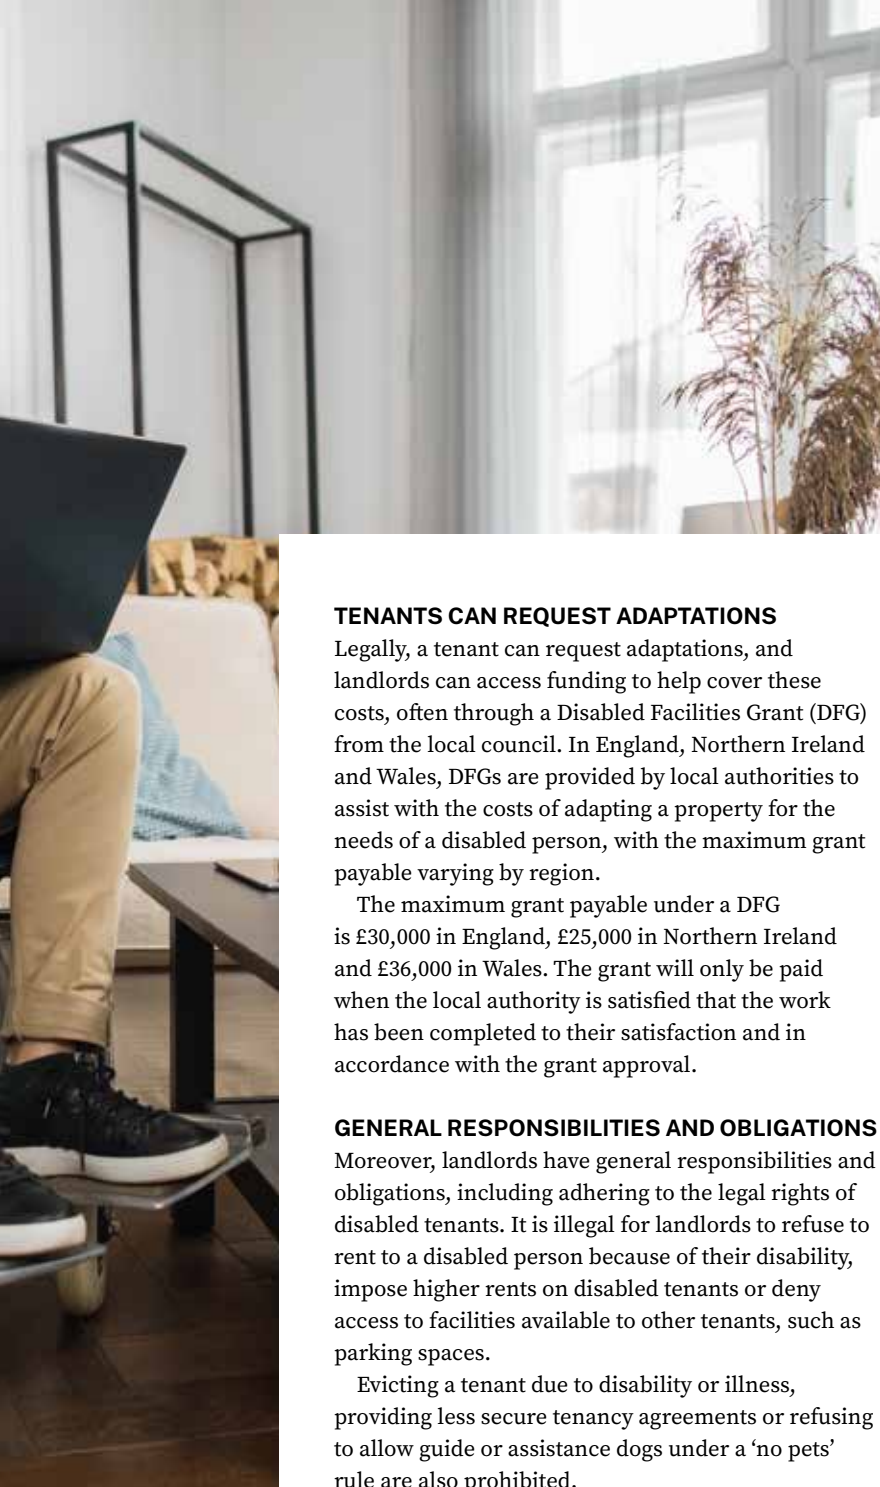 TENANTS CAN REQUEST ADAPTATIONS
Legally, a tenant can request adaptations, and
landlords can access funding to help cover these
costs, often through a Disabled Facilities Grant (DFG)
from the local council. In England, Northern Ireland
and Wales, DFGs are provided by local authorities to
assist with the costs of adapting a property for the
needs of a disabled person, with the maximum grant
payable varying by region.
The maximum grant payable under a DFG
is £30,000 in England, £25,000 in Northern Ireland
and £36,000 in Wales. The grant will only be paid
when the local authority is satisfied that the work
has been completed to their satisfaction and in
accordance with the grant approval.
GENERAL RESPONSIBILITIES AND OBLIGATIONS
Moreover, landlords have general responsibilities and
obligations, including adhering to the legal rights of
disabled tenants. It is illegal for landlords to refuse to
rent to a disabled person because of their disability,
impose higher rents on disabled tenants or deny
access to facilities available to other tenants, such as
parking spaces.
Evicting a tenant due to disability or illness,
providing less secure tenancy agreements or refusing
to allow guide or assistance dogs under a ‘no pets’
rule are also prohibited.